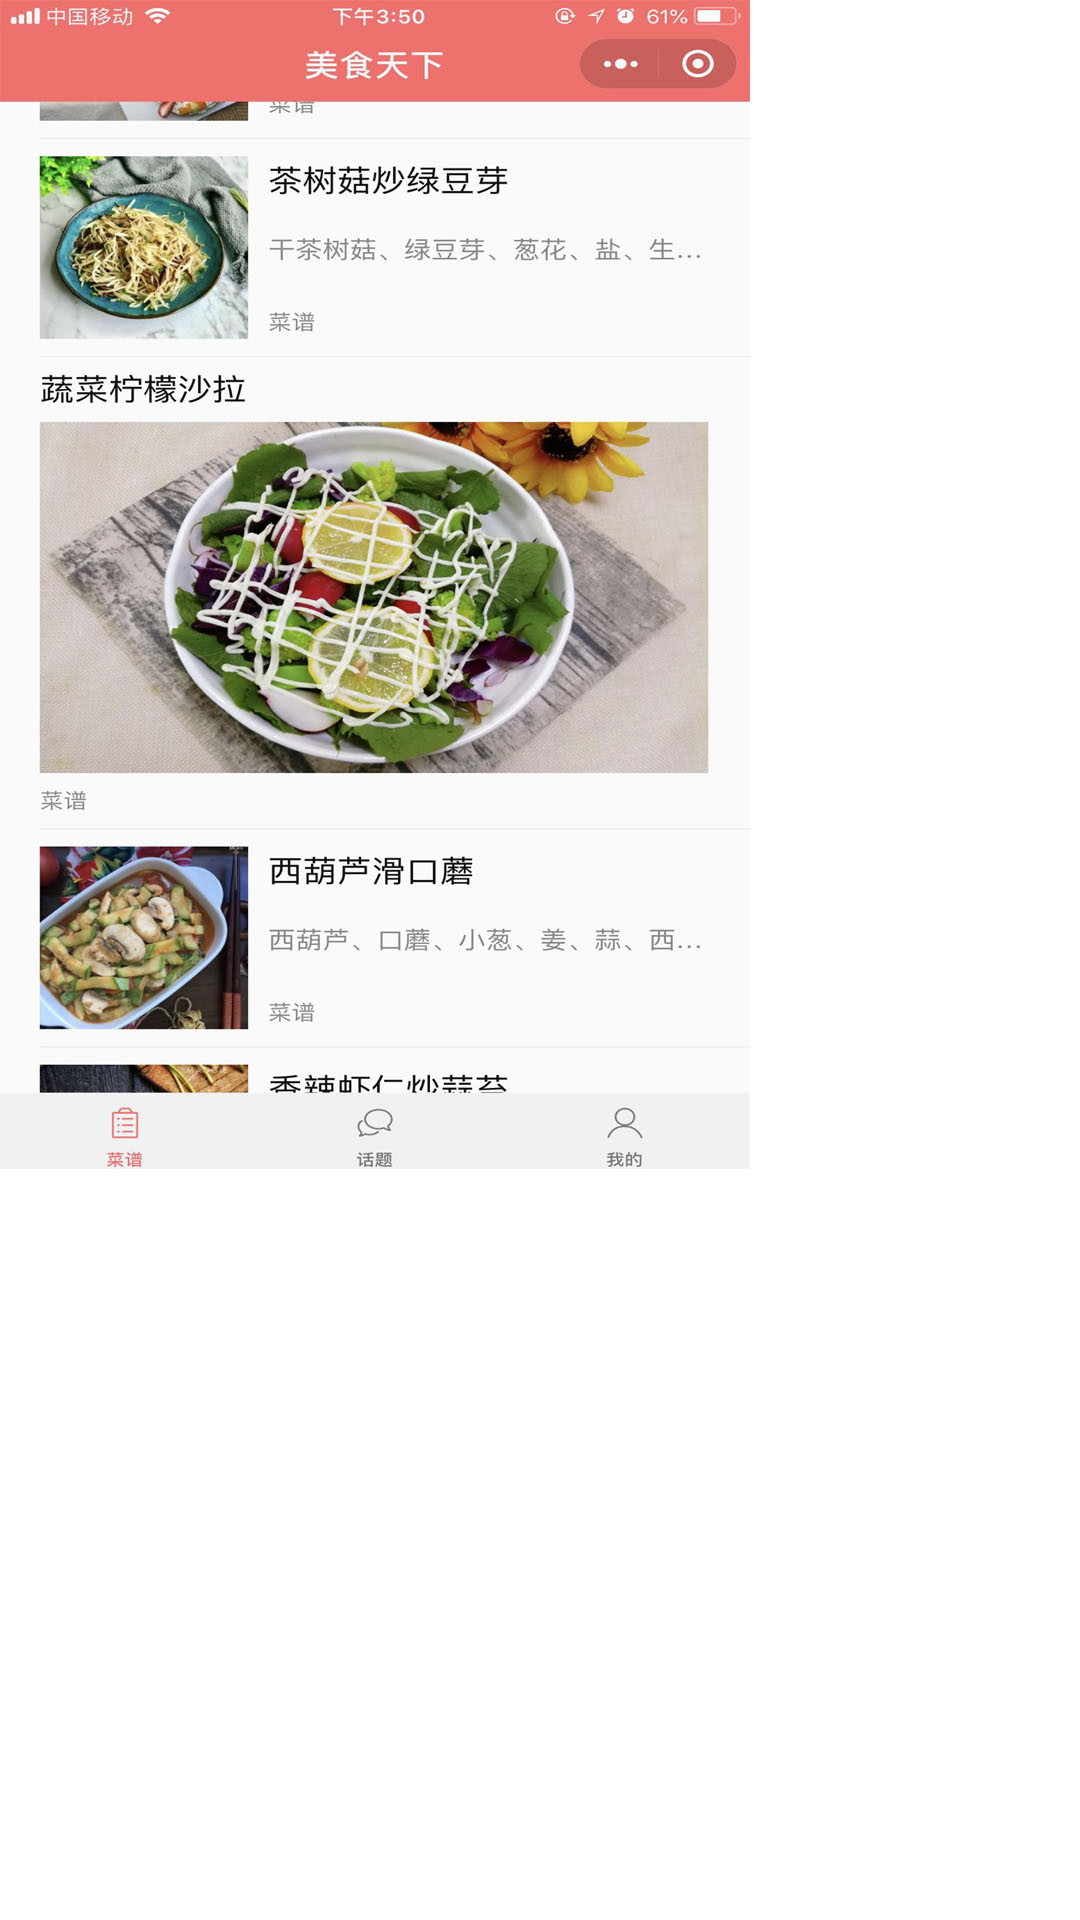 中国移动
下午3:50
61%
美食天下
菜谱
茶树菇炒绿豆芽
干茶树菇、绿豆芽、葱花、盐、生...
菜谱
蔬菜柠檬沙拉
菜谱
西葫芦滑口蘑
西葫芦、口蘑、小葱、姜、蒜、西...
菜谱
香辣虾仁炒蒜苔
菜谱
话题
我的